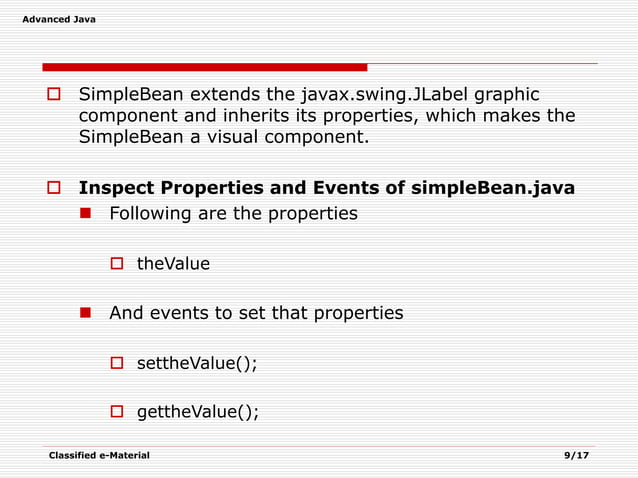 Advanced Java
SimpleBean extends the javax.swing.JLabel graphic
component and inherits its properties, which makes the
SimpleBean a visual component.
Inspect Properties and Events of simpleBean.java
Following are the properties
theValue
And events to set that properties
settheValue();
gettheValue();
Classified e-Material
9/17